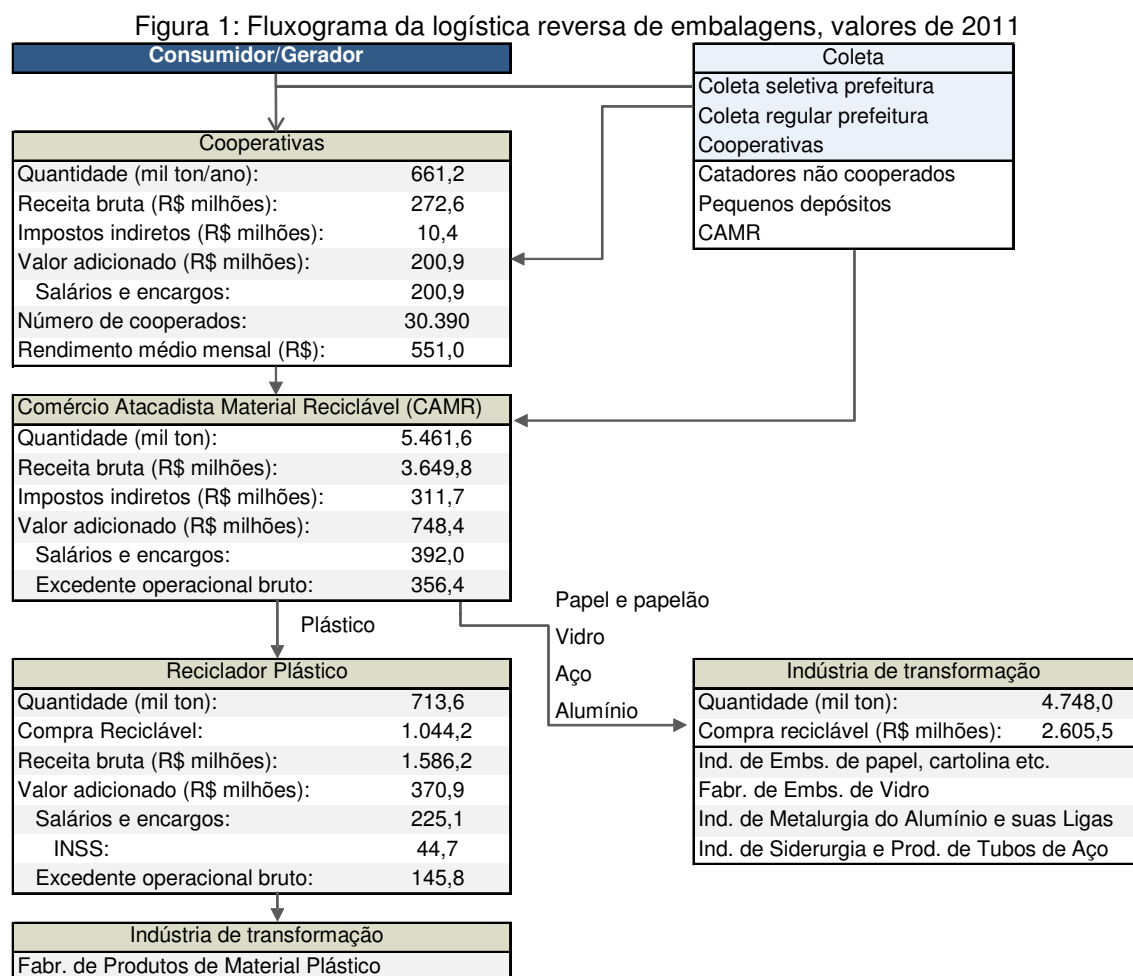 Figura 1: Fluxograma da logística reversa de embalagens, valores de 2011
Consumidor/Gerador
Coleta
Coleta seletiva prefeitura
Coleta regular prefeitura
Cooperativas
Catadores não cooperados
Pequenos depósitos
CAMR
Cooperativas
Quantidade (mil ton/ano): 661,2
Receita bruta (R$ milhões): 272,6
Impostos indiretos (R$ milhões): 10,4
Valor adicionado (R$ milhões): 200,9
Salários e encargos: 200,9
Número de cooperados: 30.390
Rendimento médio mensal (R$): 551,0
Comércio Atacadista Material Reciclável (CAMR)
Quantidade (mil ton): 5.461,6
Receita bruta (R$ milhões): 3.649,8
Impostos indiretos (R$ milhões): 311,7
Valor adicionado (R$ milhões): 748,4
Salários e encargos: 392,0
Excedente operacional bruto: 356,4
Plástico
Papel e papelão
Vidro
Aço
Alumínio
Reciclador Plástico
Quantidade (mil ton): 713,6
Compra Reciclável: 1.044,2
Receita bruta (R$ milhões): 1.586,2
Valor adicionado (R$ milhões): 370,9
Salários e encargos: 225,1
INSS: 44,7
Excedente operacional bruto: 145,8
Indústria de transformação
Quantidade (mil ton): 4.748,0
Compra reciclável (R$ milhões): 2.605,5
Ind. de Embs. de papel, cartolina etc.
Fabr. de Embs. de Vidro
Ind. de Metalurgia do Alumínio e suas Ligas
Ind. de Siderurgia e Prod. de Tubos de Aço
Indústria de transformação
Fabr. de Produtos de Material Plástico